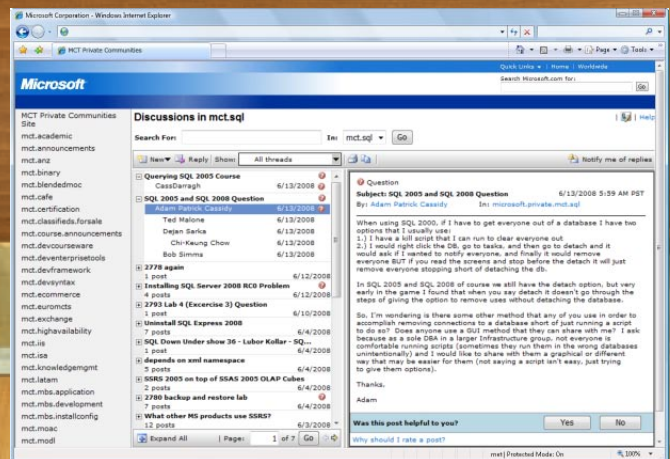 Microsoft Corporation - Windows Internet Explorer
MCT Private Communities
Page
Tools
Quick Links
Home
Worldwide
Microsoft
Search Microsoft.com for:
Go
MCT Private Communities Site
mct.academic
mct.announcements
mct.anz
mct.binary
mct.blendedmoc
mct.cafe
mct.certification
mct.classifieds.forsale
mct.course.announcements
mct.devcourseware
mct.deventerprisetools
mct.devframework
mct.devsyntax
mct.ecommerce
mct.euromcts
mct.exchange
mct.highavailability
mct.iis
mct.isa
mct.knowledgemgmt
mct.latam
mct.mbs.application
mct.mbs.development
mct.mbs.installconfig
mct.moac
mct.modl
Discussions in mct.sql
Help
Search For:
In:
mct.sql
Go
New
Reply
Show:
All threads
Notify me of replies
Querying SQL 2005 Course
CassDarragh 6/13/2008
SQL 2005 and SQL 2008 Question
Adam Patrick Cassidy 6/13/2008
Ted Malone 6/13/2008
Dejan Sarka 6/13/2008
Chi-Keung Chow 6/13/2008
Bob Simms 6/13/2008
2778 again
1 post 6/12/2008
Installing SQL Server 2008 RC0 Problem
4 posts 6/12/2008
2793 Lab 4 (Excercise 3) Question
1 post 6/10/2008
Uninstall SQL Express 2008
7 posts 6/4/2008
SQL Down Under show 36 - Lubor Kollar - SQ...
1 post 6/4/2008
depends on xml namespace
5 posts 6/4/2008
SSRS 2005 on top of SSAS 2005 OLAP Cubes
2 posts 6/4/2008
2780 backup and restore lab
7 posts 6/4/2008
What other MS products use SSRS?
12 posts 6/3/2008
Expand All
Page: 1 of 7 Go
Question
Subject: SQL 2005 and SQL 2008 Question 6/13/2008 5:59 AM PST
By: Adam Patrick Cassidy In: microsoft.private.mct.sql
When using SQL 2000, if I have to get everyone out of a database I have two
options that I usually use:
1.) I have a kill script that I can run to clear everyone out
2.) I would right click the DB, go to tasks, and then go to detach and it
would ask if I wanted to notify everyone, and finally it would remove
everyone BUT if you read the screens and stop before the detach it will just
remove everyone stopping short of detaching the db.
In SQL 2005 and SQL 2008 of course we still have the detach option, but very
early in the game I found that when you say detach it doesn't go through the
steps of giving the option to remove uses without detaching the database.
So. I'm wondering is there some other method that any of you use in order to
accomplish removing connections to a database short of just running a script
to do so? Does anyone use a GUI method that they can share with me? I ask
because as a sole DBA in a larger Infrastructure group, not everyone is
comfortable running scripts (sometimes they run them in the wrong databases
unintentionally) and I would like to share with them a graphical or different
way that may be easier for them (not saying a script isn't easy, just trying
to give them options).
Thanks,
Adam
Was this post helpful to you? Yes No
Why should I rate a post?
met | Protected Mode: On
100%